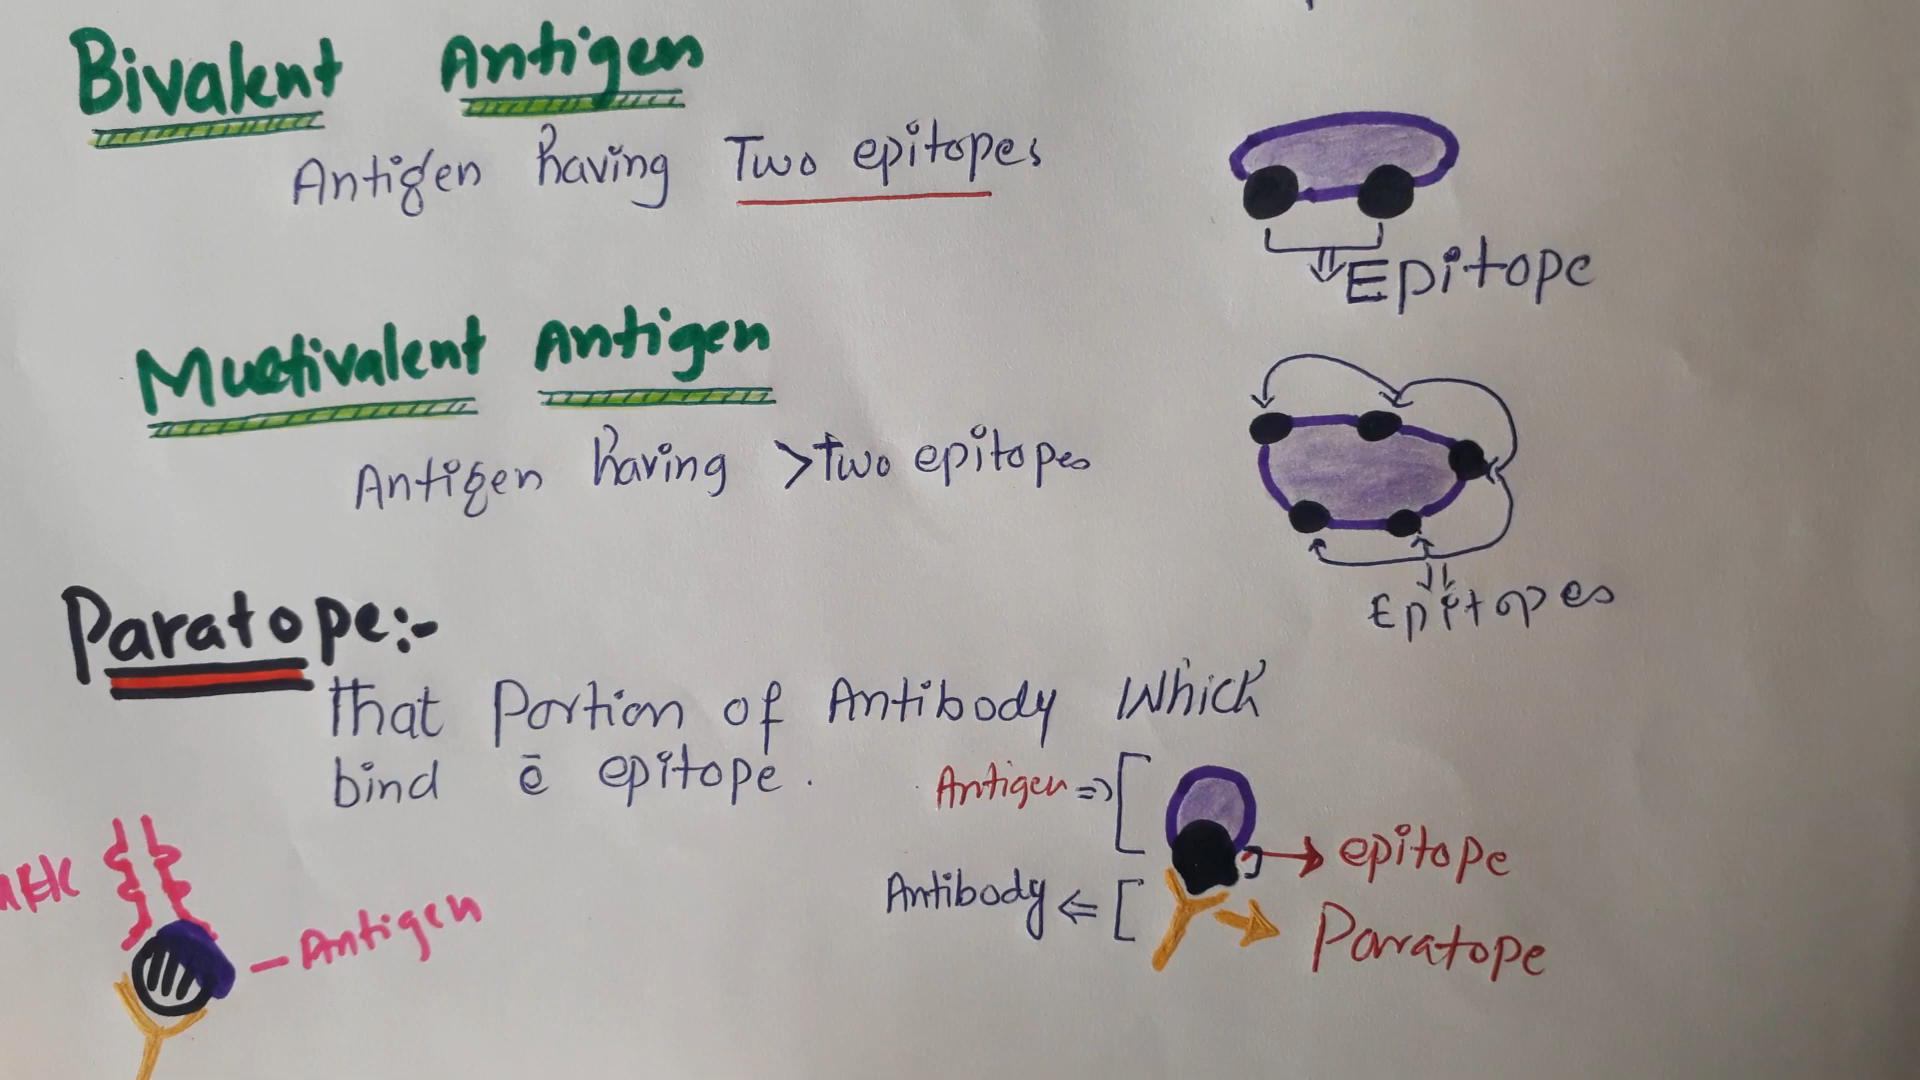 Bivalent Antigen
Antigen having Two epitopes
Epitope
Multivalent Antigen
Antigen having >two epitopes
Epitopes
Paratope:-
That Portion of Antibody Which
bind c̄ epitope.
Antigen =>
epitope
Antibody <=
Paratope
- Antigen